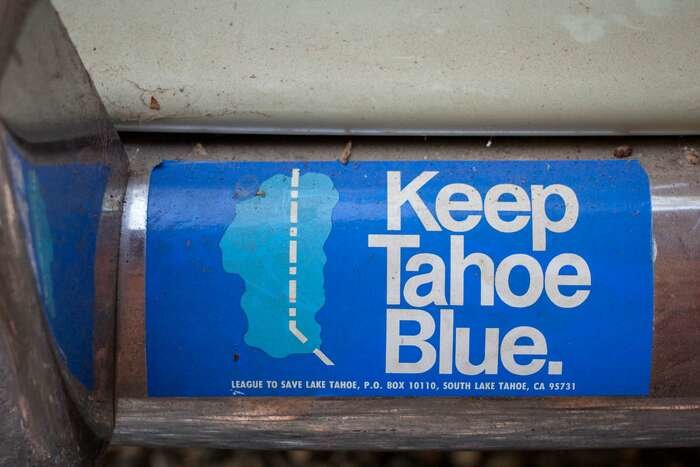 Keep
Tahoe
Blue.
LEAGUE TO SAVE LAKE TAHOE, P.O. BOX 10110, SOUTH LAKE TAHOE, CA 95731